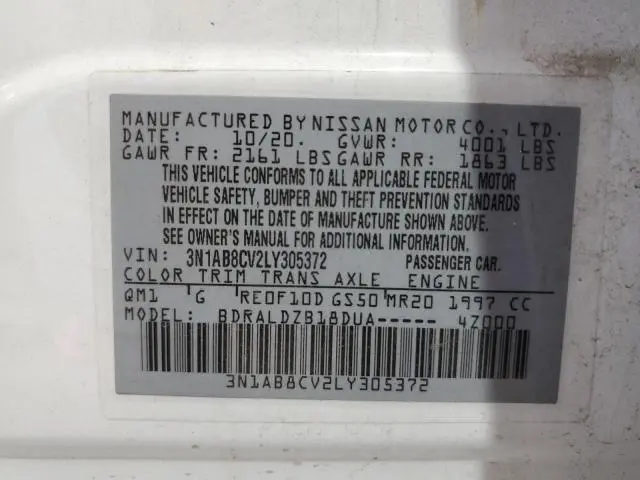 MANUFACTURED BY NISSAN MOTOR CO., LTD.
DATE: 10/20. GVWR: 4001 LBS
GAWR FR: 2161 LBS GAWR RR: 1863 LBS
THIS VEHICLE CONFORMS TO ALL APPLICABLE FEDERAL MOTOR
VEHICLE SAFETY, BUMPER AND THEFT PREVENTION STANDARDS
IN EFFECT ON THE DATE OF MANUFACTURE SHOWN ABOVE.
SEE OWNER'S MANUAL FOR ADDITIONAL INFORMATION.
VIN: 3N1AB8CV2LY305372 PASSENGER CAR.
COLOR TRIM TRANS AXLE ENGINE
QM1 G RE0F10D GS50 MR20 1997 CC
MODEL: BDRALDZB18DUA----- 4Z000
3N1AB8CV2LY305372